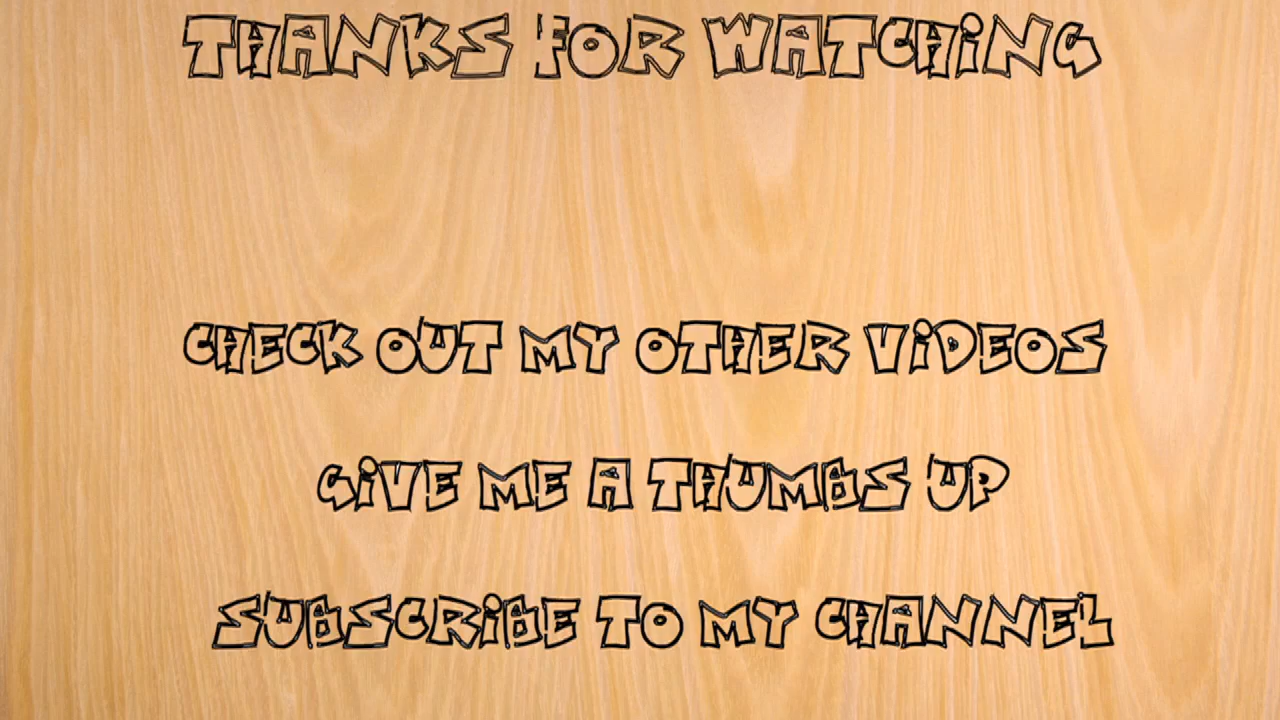 THANKS FOR WATCHING
CHECK OUT MY OTHER ViDEOS
GiVE ME A THUMBS UP
SUBSCRiBE TO MY CHANNEL